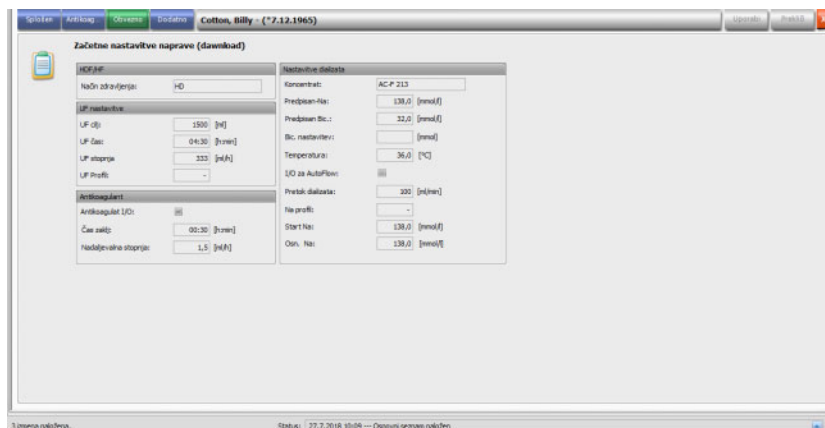 Splošen Antikoag. Obvezno Dodatno Cotton, Billy - (*7.12.1965) Uporabi Prekliči
Začetne nastavitve naprave (dawnload)
HDF/HF
Način zdravljenja: HD
UF nastavitve
UF cilj: 1500 [ml]
UF čas: 04:30 [h:min]
UF stopnja 333 [ml/h]
UF Profil: -
Antikoagulant
Antikoagulat I/O:
Čas zaklj: 00:30 [h:min]
Nadaljevalna stopnja: 1,5 [ml/h]
Nastavitve dializata
Koncentrat: AC-F 213
Predpisan-Na: 138,0 [mmol/l]
Predpisan Bic.: 32,0 [mmol/l]
Bic. nastavitev: [mmol]
Temperatura: 36,0 [°C]
I/O za AutoFlow:
Pretok dializata: 100 [ml/min]
Na profil: -
Start Na: 138,0 [mmol/l]
Osn. Na: 138,0 [mmol/l]
3 izmena naložena. Status: 27.7.2018 10:09 --- Osnovni seznam naložen